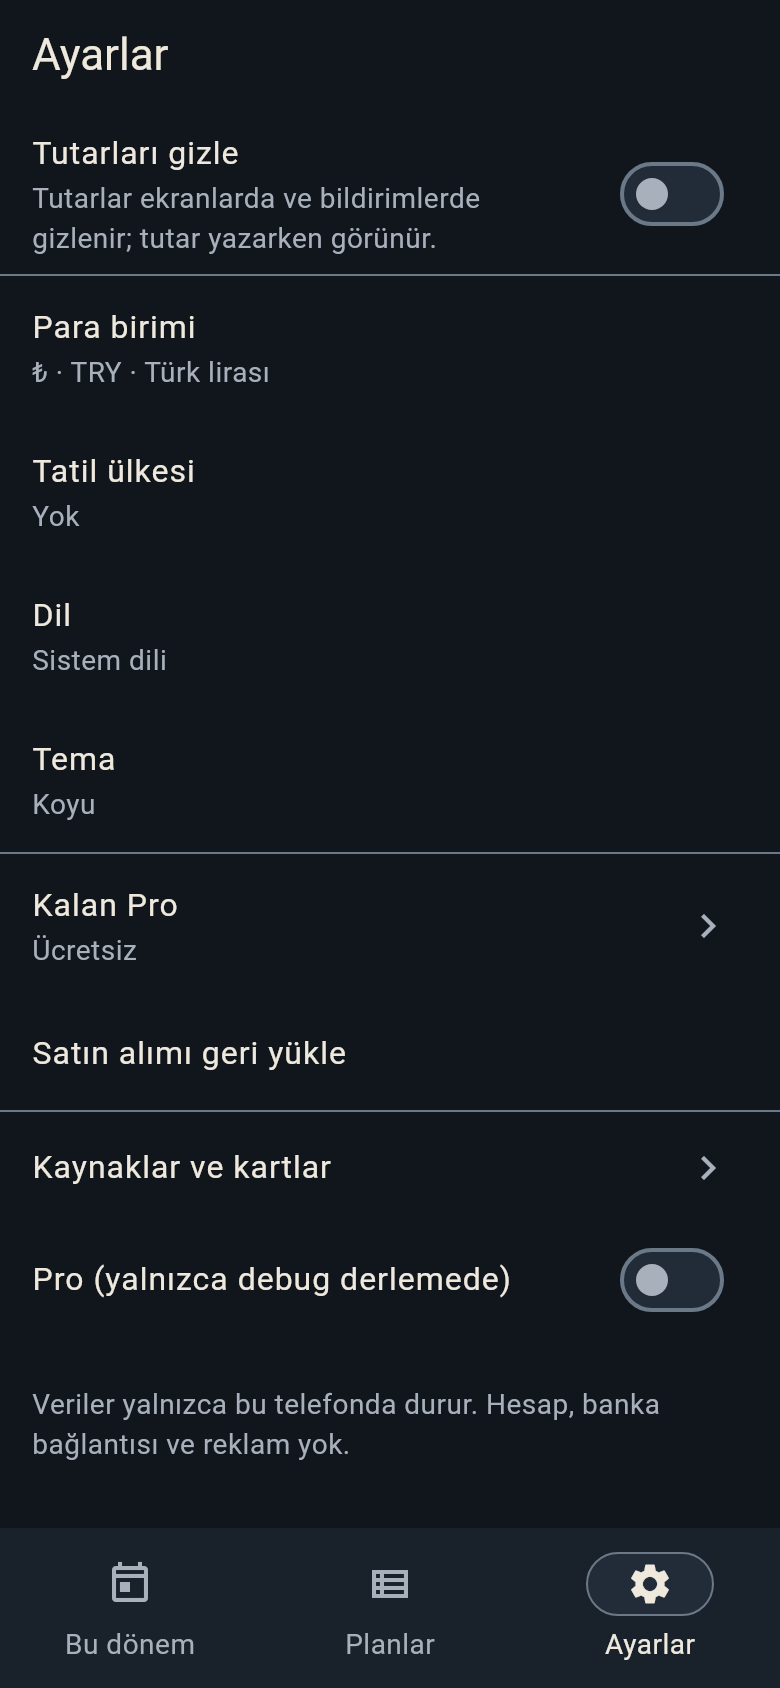 Ayarlar
Tutarları gizle
Tutarlar ekranlarda ve bildirimlerde
gizlenir; tutar yazarken görünür.
Para birimi
₺ · TRY · Türk lirası
Tatil ülkesi
Yok
Dil
Sistem dili
Tema
Koyu
Kalan Pro
Ücretsiz
Satın alımı geri yükle
Kaynaklar ve kartlar
Pro (yalnızca debug derlemede)
Veriler yalnızca bu telefonda durur. Hesap, banka
bağlantısı ve reklam yok.
Bu dönem
Planlar
Ayarlar